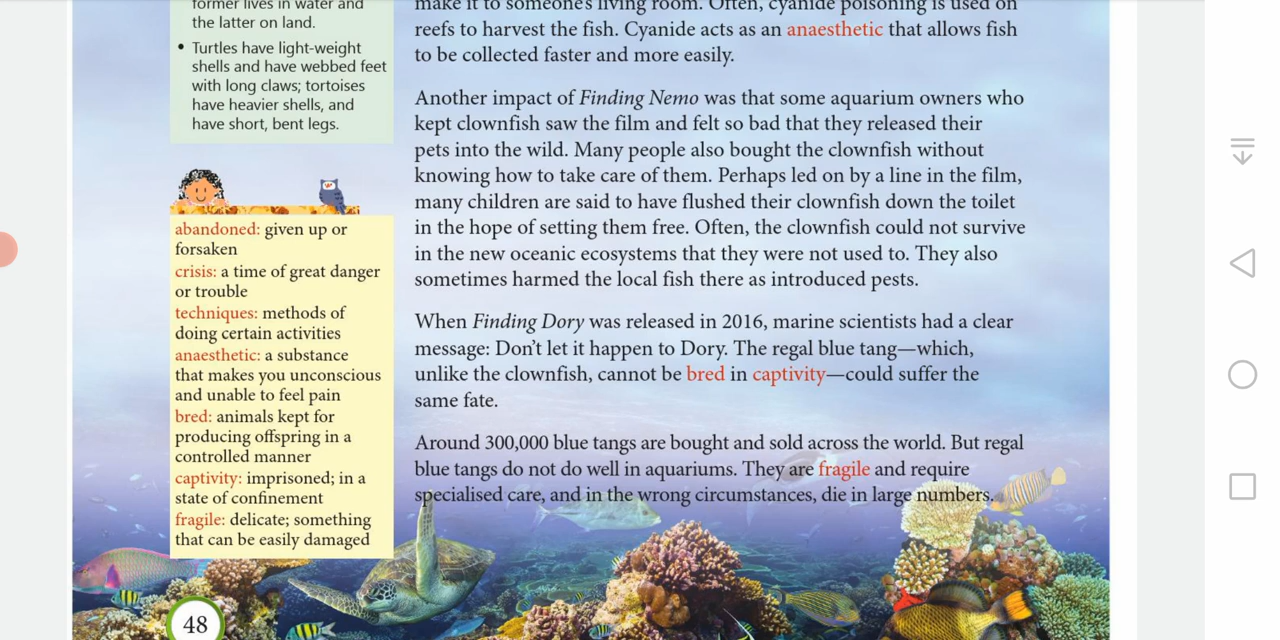 former lives in water and
the latter on land.
• Turtles have light-weight
shells and have webbed feet
with long claws; tortoises
have heavier shells, and
have short, bent legs.
abandoned: given up or
forsaken
crisis: a time of great danger
or trouble
techniques: methods of
doing certain activities
anaesthetic: a substance
that makes you unconscious
and unable to feel pain
bred: animals kept for
producing offspring in a
controlled manner
captivity: imprisoned; in a
state of confinement
fragile: delicate; something
that can be easily damaged
make it to someone's living room. Often, cyanide poisoning is used on
reefs to harvest the fish. Cyanide acts as an anaesthetic that allows fish
to be collected faster and more easily.
Another impact of Finding Nemo was that some aquarium owners who
kept clownfish saw the film and felt so bad that they released their
pets into the wild. Many people also bought the clownfish without
knowing how to take care of them. Perhaps led on by a line in the film,
many children are said to have flushed their clownfish down the toilet
in the hope of setting them free. Often, the clownfish could not survive
in the new oceanic ecosystems that they were not used to. They also
sometimes harmed the local fish there as introduced pests.
When Finding Dory was released in 2016, marine scientists had a clear
message: Don't let it happen to Dory. The regal blue tang—which,
unlike the clownfish, cannot be bred in captivity—could suffer the
same fate.
Around 300,000 blue tangs are bought and sold across the world. But regal
blue tangs do not do well in aquariums. They are fragile and require
specialised care, and in the wrong circumstances, die in large numbers.
48